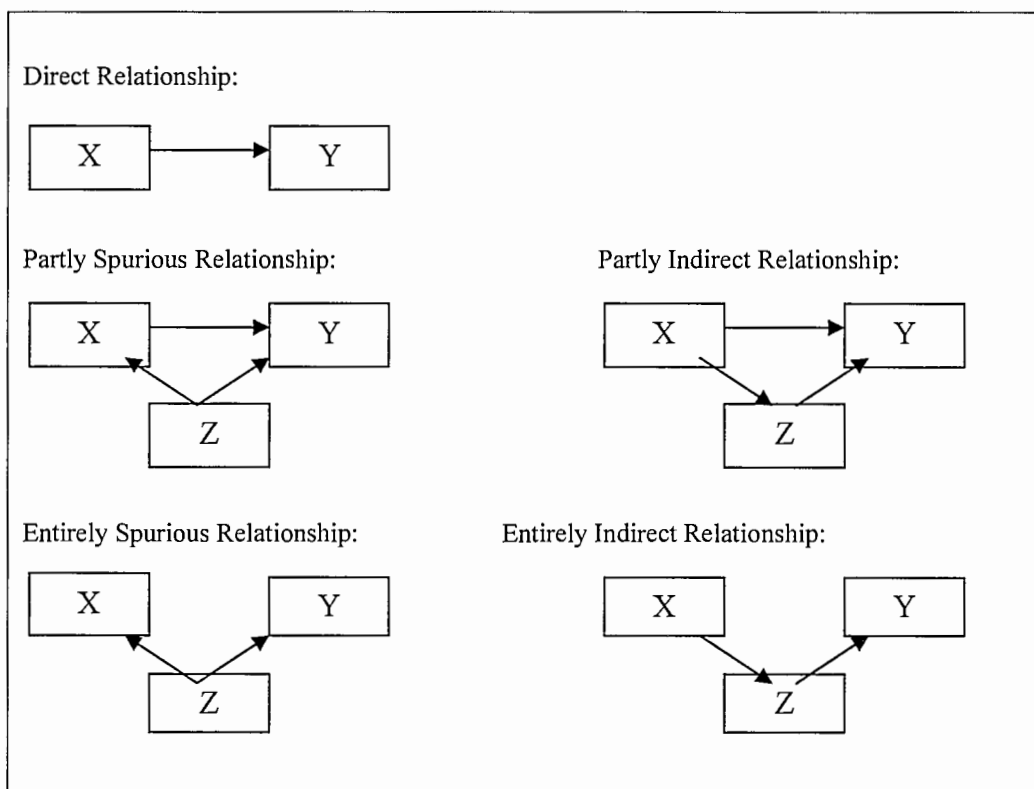 Direct Relationship:
X Y
Partly Spurious Relationship: Partly Indirect Relationship:
X Y X Y
Z Z
Entirely Spurious Relationship: Entirely Indirect Relationship:
X Y X Y
Z Z